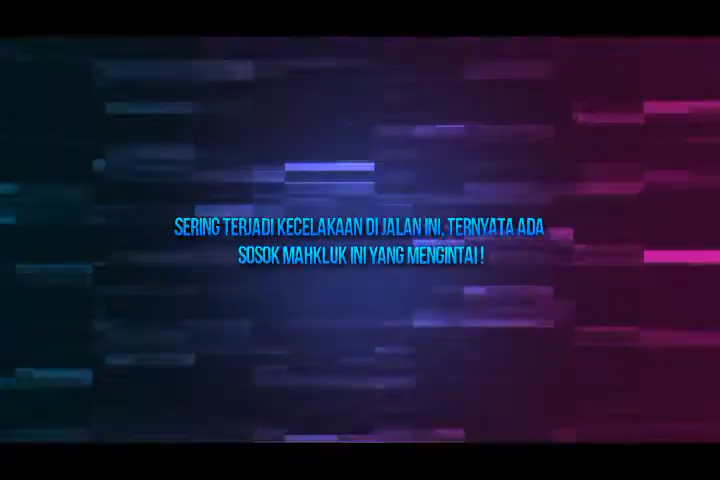 SERING TERJADI KECELAKAAN DI JALAN INI, TERNYATA ADA
SOSOK MAHKLUK INI YANG MENGINTAI !